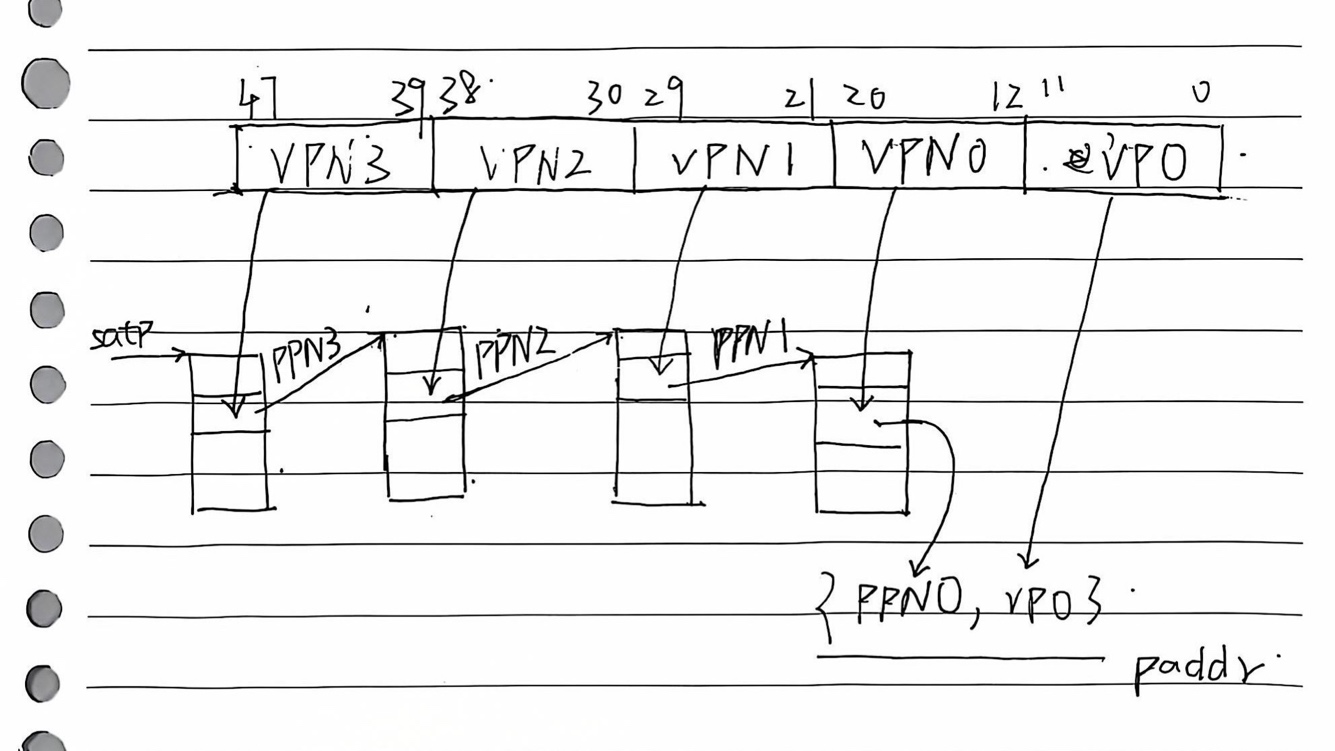 47 39 38 30 29 21 20 12 11 0
VPN3 VPN2 VPN1 VPN0 VPO
satp PPN3 PPN2 PPN1
{ PPN0, VPO}
paddr